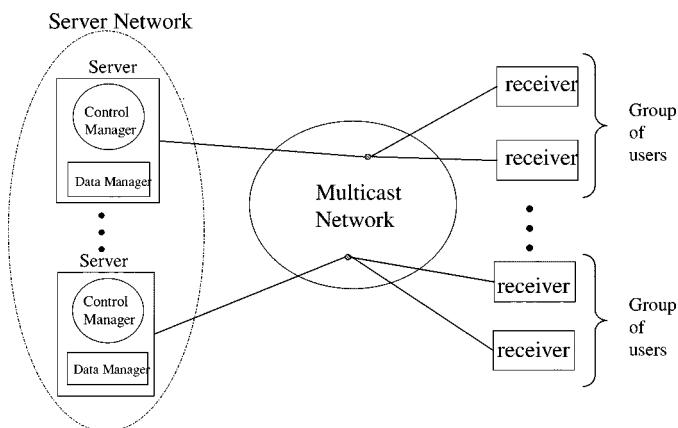 Server Network
Server
Control
Manager
Data Manager
Server
Control
Manager
Data Manager
Multicast
Network
receiver
receiver
Group
of
users
receiver
receiver
Group
of
users